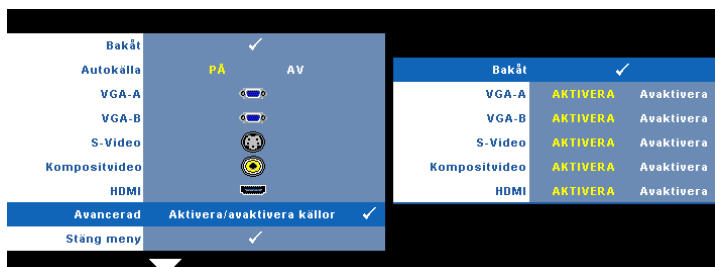 Bakåt
Autokälla PÅ AV
VGA-A
VGA-B
S-Video
Kompositvideo
HDMI
Avancerad Aktivera/avaktivera källor
Stäng meny
Bakåt
VGA-A AKTIVERA Avaktivera
VGA-B AKTIVERA Avaktivera
S-Video AKTIVERA Avaktivera
Kompositvideo AKTIVERA Avaktivera
HDMI AKTIVERA Avaktivera